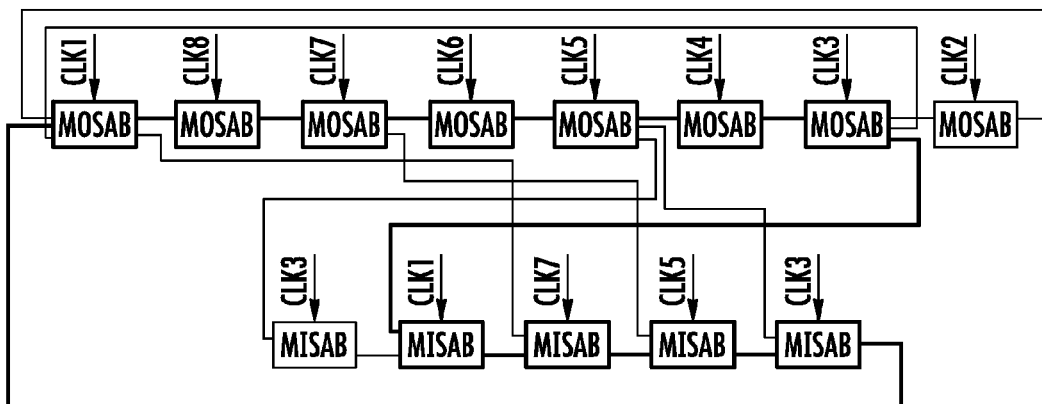 CLK1 CLK8 CLK7 CLK6 CLK5 CLK4 CLK3 CLK2
MOSAB MOSAB MOSAB MOSAB MOSAB MOSAB MOSAB MOSAB
CLK3 CLK1 CLK7 CLK5 CLK3
MISAB MISAB MISAB MISAB MISAB